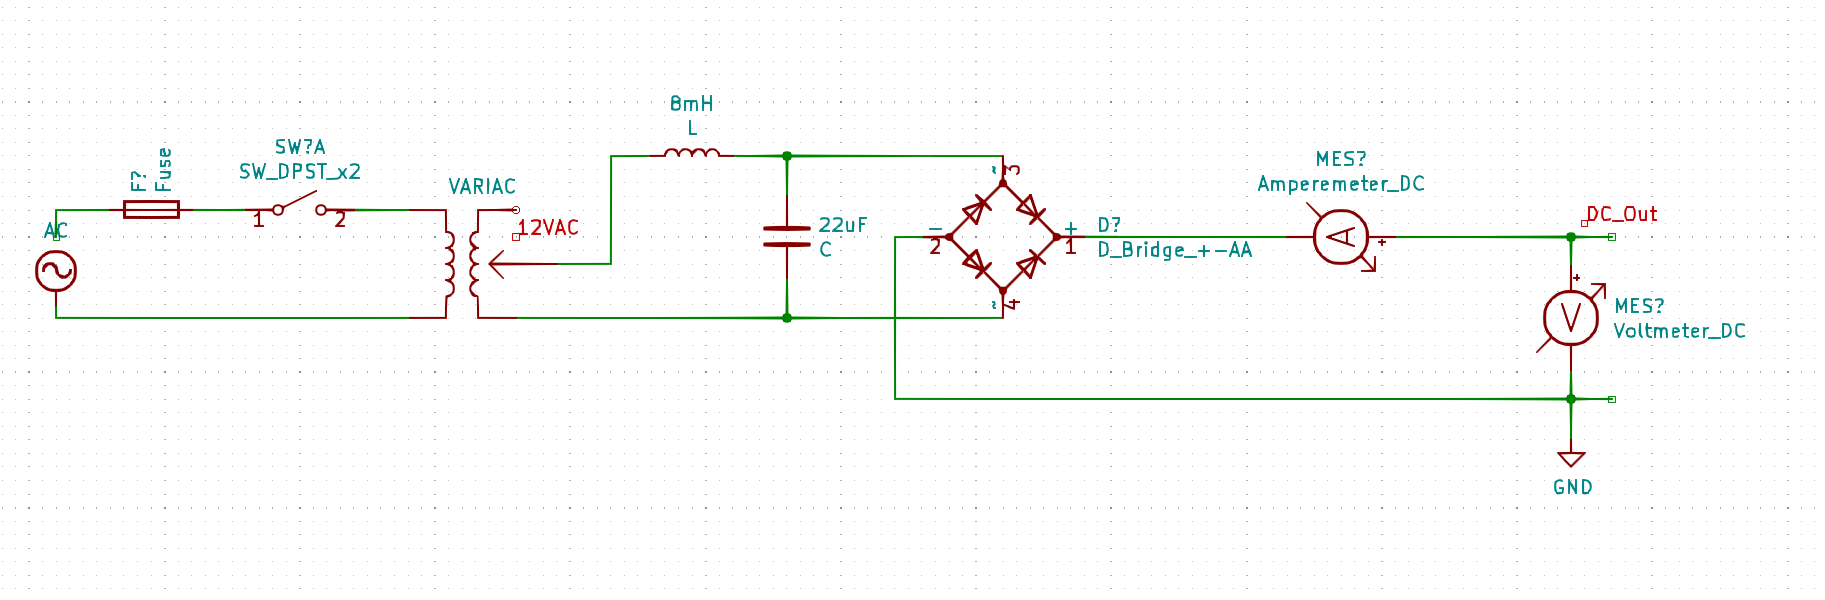 8mH
L
SW?A
SW_DPST_x2
F?
Fuse
1
2
VARIAC
AC
12VAC
22uF
C
~
3
-
2
+
1
~
4
D?
D_Bridge_+-AA
MES?
Amperemeter_DC
A
+
DC_Out
+
V
MES?
Voltmeter_DC
GND